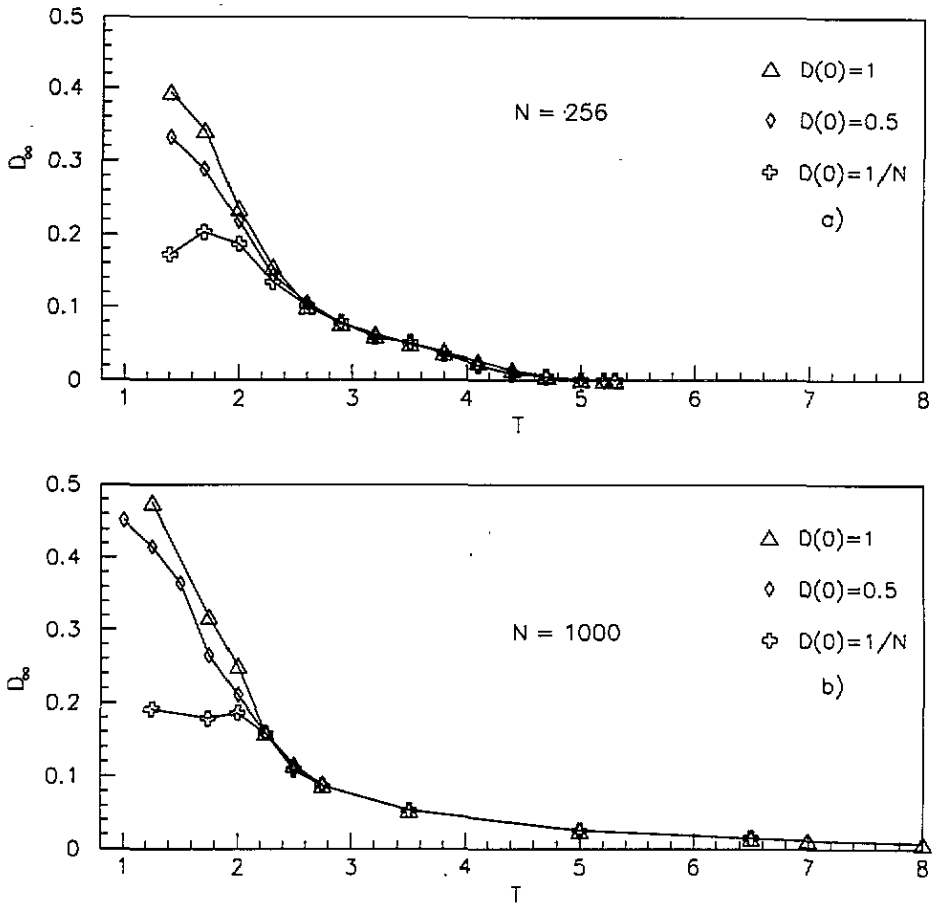 0.5
0.4
0.3
0.2
0.1
0
D∞
N = 256
D(0)=1
D(0)=0.5
D(0)=1/N
a)
1 2 3 4 5 6 7 8
T
0.5
0.4
0.3
0.2
0.1
0
D∞
N = 1000
D(0)=1
D(0)=0.5
D(0)=1/N
b)
1 2 3 4 5 6 7 8
T